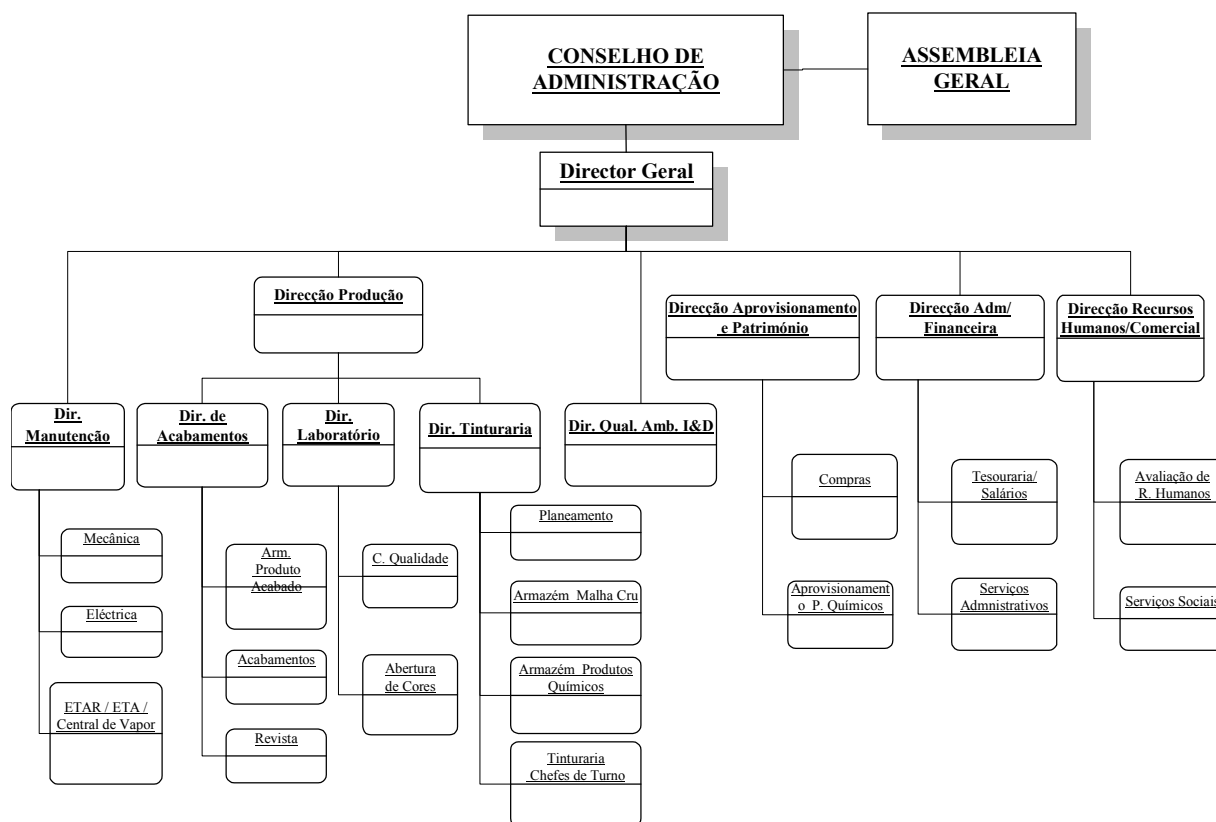 CONSELHO DE
ADMINISTRAÇÃO
ASSEMBLEIA
GERAL
Director Geral
Direcção Produção
Direcção Aprovisionamento
e Património
Direcção Adm/
Financeira
Direcção Recursos
Humanos/Comercial
Dir.
Manutenção
Dir. de
Acabamentos
Dir.
Laboratório
Dir. Tinturaria
Dir. Qual. Amb. I&D
Mecânica
Eléctrica
ETAR / ETA /
Central de Vapor
Arm.
Produto
Acabado
Acabamentos
Revista
C. Qualidade
Abertura
de Cores
Planeamento
Armazém Malha Cru
Armazém Produtos
Químicos
Tinturaria
Chefes de Turno
Compras
Aprovisionament
o P. Químicos
Tesouraria/
Salários
Serviços
Admnistrativos
Avaliação de
R. Humanos
Serviços Sociais